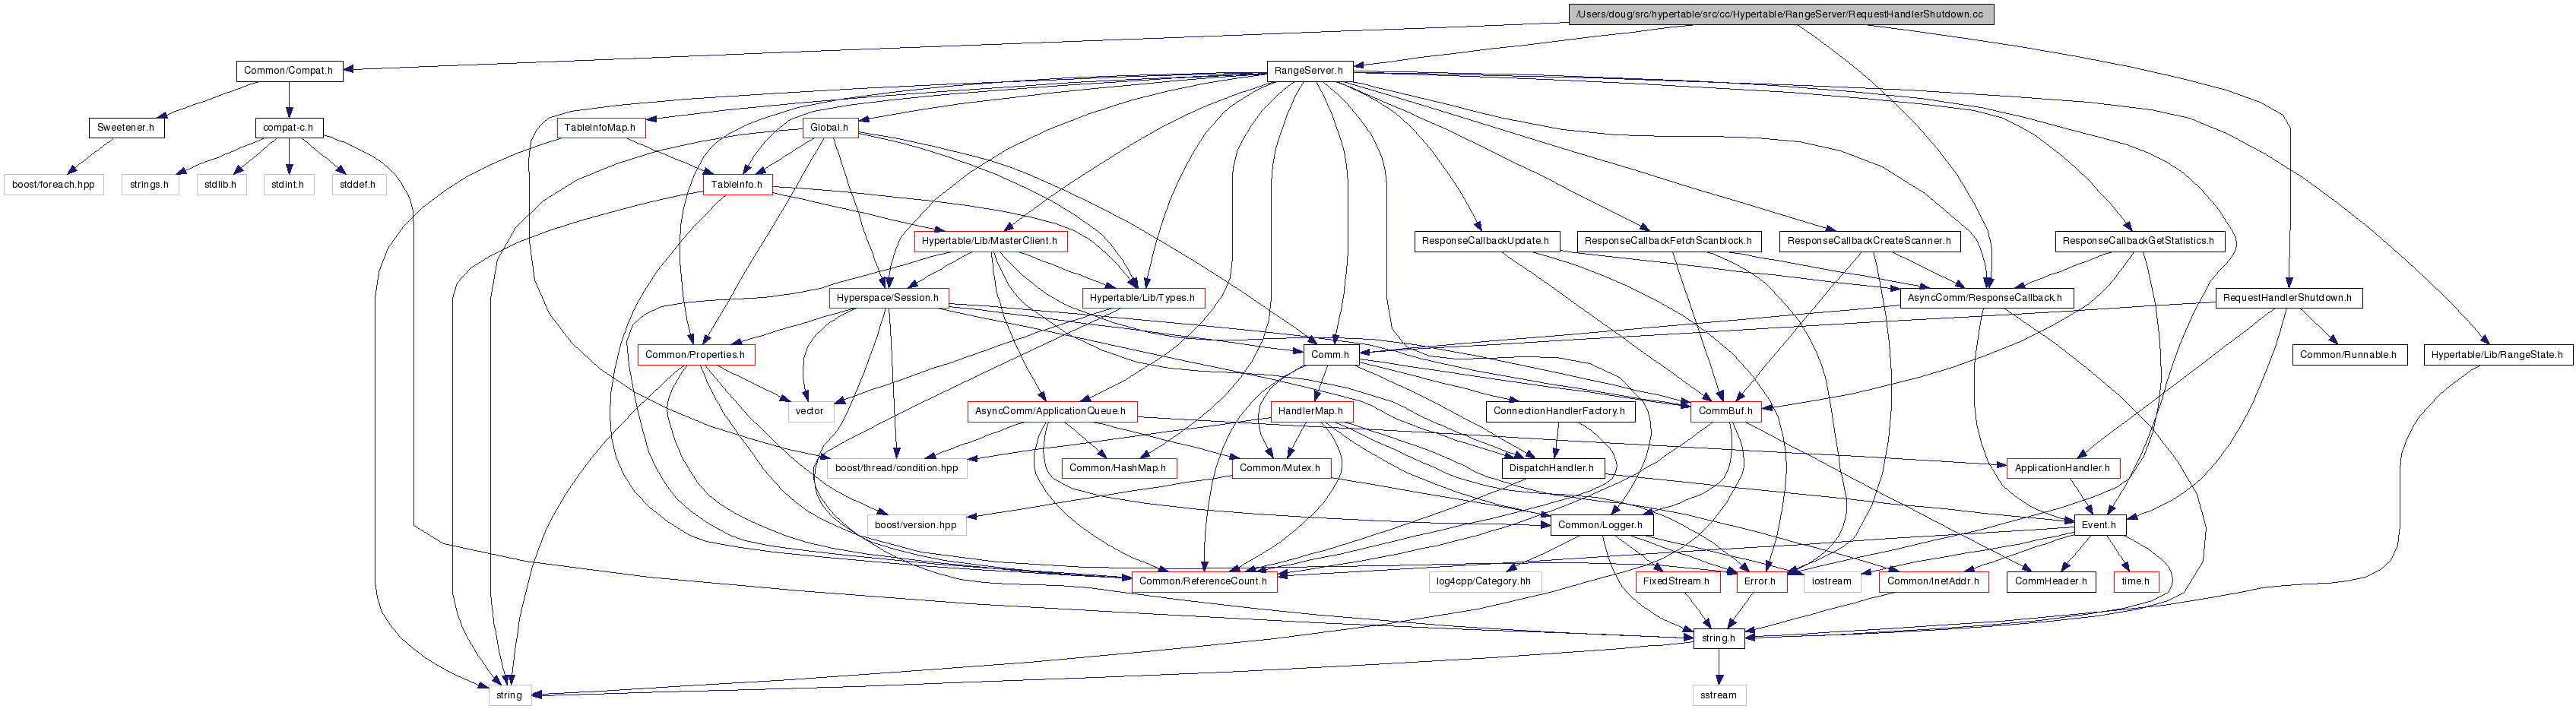 /Users/doug/src/hypertable/src/cc/Hypertable/RangeServer/RequestHandlerShutdown.cc
Common/Compat.h
RangeServer.h
Sweetener.h
compat-c.h
TableInfoMap.h
Global.h
boost/foreach.hpp
strings.h
stdlib.h
stdint.h
stddef.h
TableInfo.h
Hypertable/Lib/MasterClient.h
ResponseCallbackUpdate.h
ResponseCallbackFetchScanblock.h
ResponseCallbackCreateScanner.h
ResponseCallbackGetStatistics.h
Hyperspace/Session.h
Hypertable/Lib/Types.h
AsyncComm/ResponseCallback.h
RequestHandlerShutdown.h
Common/Properties.h
Comm.h
Common/Runnable.h
Hypertable/Lib/RangeState.h
vector
AsyncComm/ApplicationQueue.h
HandlerMap.h
ConnectionHandlerFactory.h
CommBuf.h
boost/thread/condition.hpp
Common/HashMap.h
Common/Mutex.h
DispatchHandler.h
ApplicationHandler.h
boost/version.hpp
Common/Logger.h
Event.h
Common/ReferenceCount.h
log4cpp/Category.hh
FixedStream.h
Error.h
iostream
Common/InetAddr.h
CommHeader.h
time.h
string.h
string
sstream